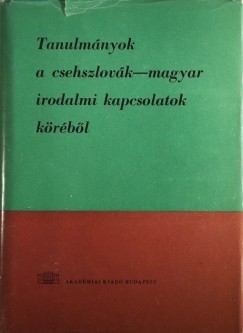 Tanulmányok
a csehszlovák—magyar
irodalmi kapcsolatok
köréből
AKADÉMIAI KIADÓ BUDAPEST